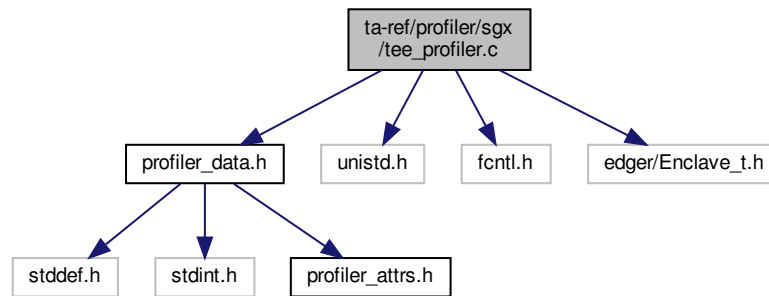 ta-ref/profiler/sgx
/tee_profiler.c
profiler_data.h
unistd.h
fcntl.h
edger/Enclave_t.h
stddef.h
stdint.h
profiler_attrs.h